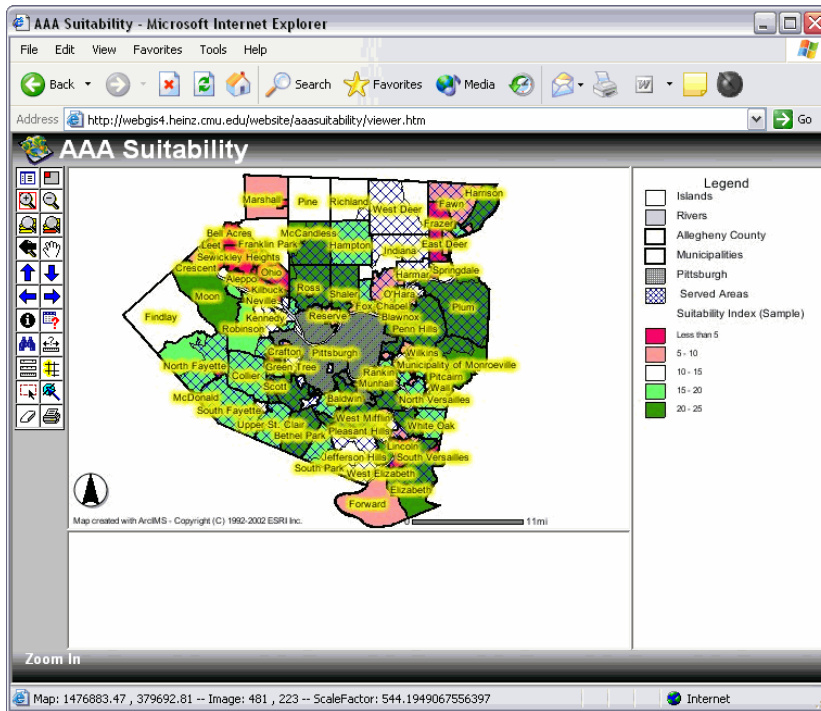 AAA Suitability - Microsoft Internet Explorer
File Edit View Favorites Tools Help
Back Search Favorites Media
Address http://webgis4.heinz.cmu.edu/website/aaasuitability/viewer.htm Go
AAA Suitability
Marshall
Pine
Richland
West Deer
Fawn
Harrison
Frazer
Bell Acres
McCandless
Leet
Franklin Park
Hampton
Indiana
East Deer
Sewickley Heights
Crescent
Aleppo
Ohio
Harmar
Springdale
Moon
Kilbuck
Ross
Shaler
O'Hara
Neville
Fox Chapel
Plum
Findlay
Kennedy
Reserve
Blawnox
Robinson
Penn Hills
Crafton
Pittsburgh
Wilkins
North Fayette
Green Tree
Municipality of Monroeville
Collier
Rankin
Pitcairn
Scott
Munhall
Wall
McDonald
Baldwin
North Versailles
South Fayette
West Mifflin
Upper St. Clair
Pleasant Hills
White Oak
Bethel Park
Lincoln
Jefferson Hills
South Versailles
South Park
West Elizabeth
Elizabeth
Forward
0 11mi
Map created with ArcIMS - Copyright (C) 1992-2002 ESRI Inc.
Legend
Islands
Rivers
Allegheny County
Municipalities
Pittsburgh
Served Areas
Suitability Index (Sample)
Less than 5
5 - 10
10 - 15
15 - 20
20 - 25
Zoom In
Map: 1476883.47 , 379692.81 -- Image: 481 , 223 -- ScaleFactor: 544.1949067556397 Internet